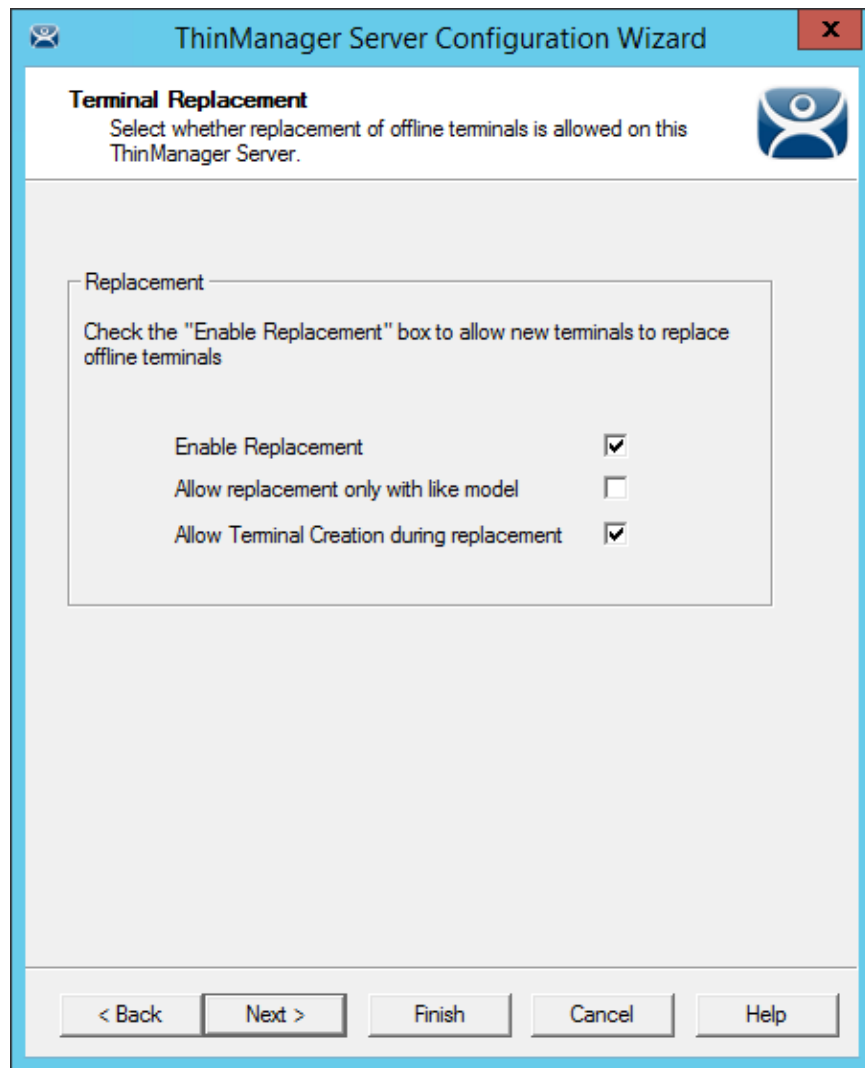 ThinManager Server Configuration Wizard
x
Terminal Replacement
Select whether replacement of offline terminals is allowed on this
ThinManager Server.
Replacement
Check the "Enable Replacement" box to allow new terminals to replace
offline terminals
Enable Replacement
Allow replacement only with like model
Allow Terminal Creation during replacement
< Back
Next >
Finish
Cancel
Help